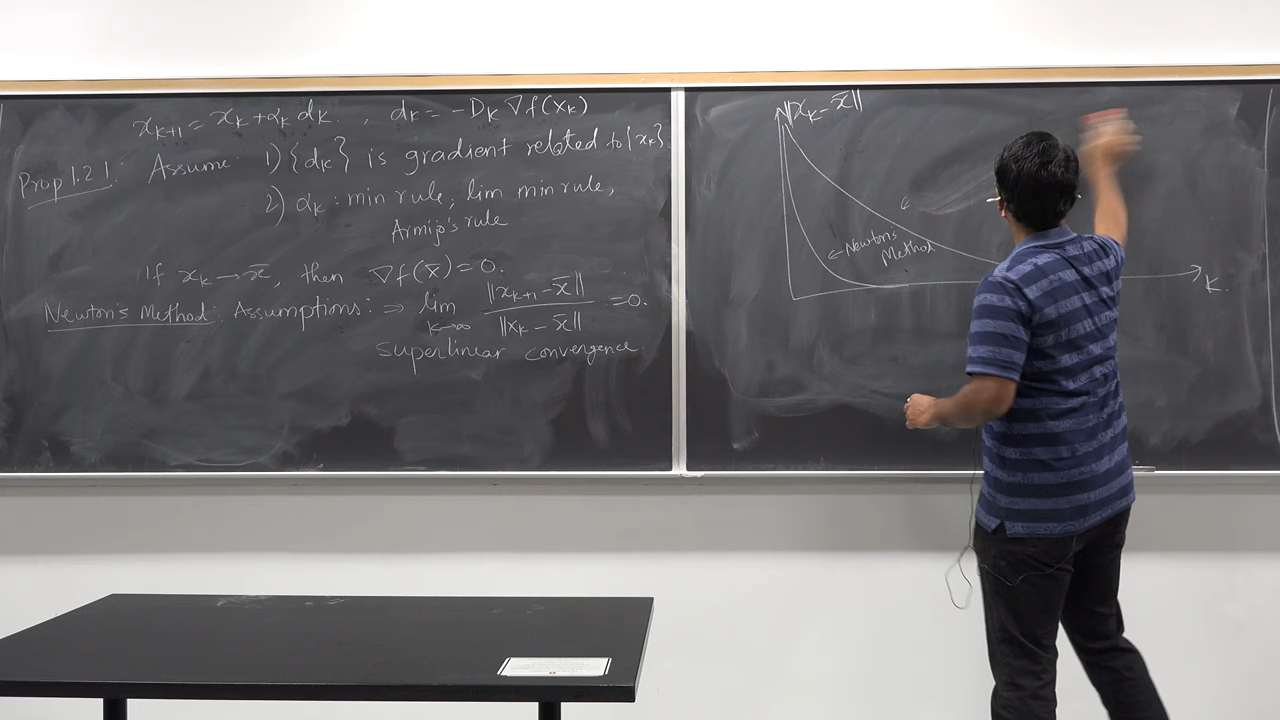 x_{k+1} = x_k + α_k d_k. , d_k = -D_k ∇f(x_k)
Prop 1.2.1: Assume 1) {d_k} is gradient related to {x_k}.
2) α_k : min rule, lim min rule,
Armijo's rule
If x_k → x̄, then ∇f(x̄) = 0.
Newton's Method: Assumptions: ⇒ lim_{k→∞} ||x_{k+1} - x̄|| / ||x_k - x̄|| = 0.
superlinear convergence.
||x_k - x̄||
← Newton's
Method
k.